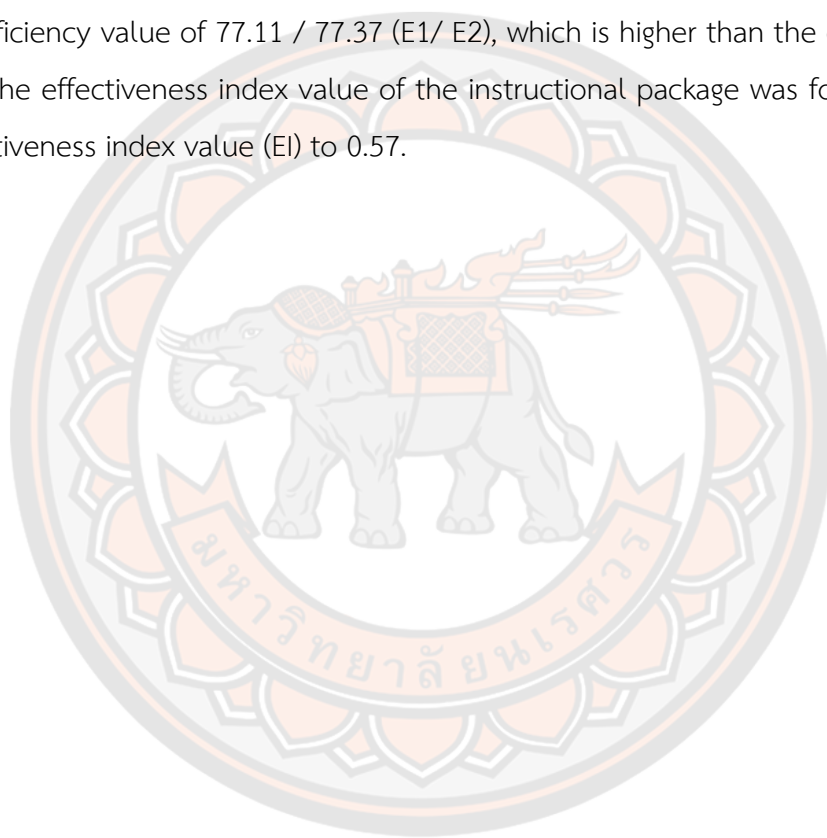 ficiency value of 77.11 / 77.37 (E1/ E2), which is higher than the
he effectiveness index value of the instructional package was fo
tiveness index value (EI) to 0.57.
มหาวิทยาลัยนเรศวร